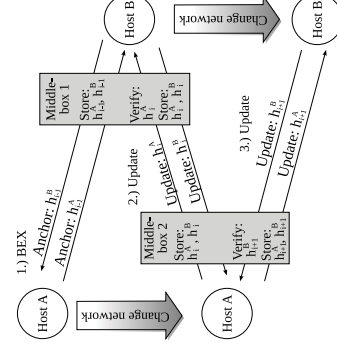 Host B
Change network
Host B
Middle-
box 1
Store:
h^A_{i-1}, h^B_{i-1}
Verify:
h^A_i
Store:
h^A_i, h^B_i
1.) BEX
Anchor: h^B_{i-1}
Anchor: h^A_{i-1}
2.) Update
Update: h^A_i
Update: h^B_i
3.) Update
Update: h^B_{i+1}
Update: h^A_{i+1}
Middle-
box 2
Store:
h^A_i, h^B_i
Verify:
h^B_{i+1}
Store:
h^A_{i+1}, h^B_{i+1}
Host A
Change network
Host A